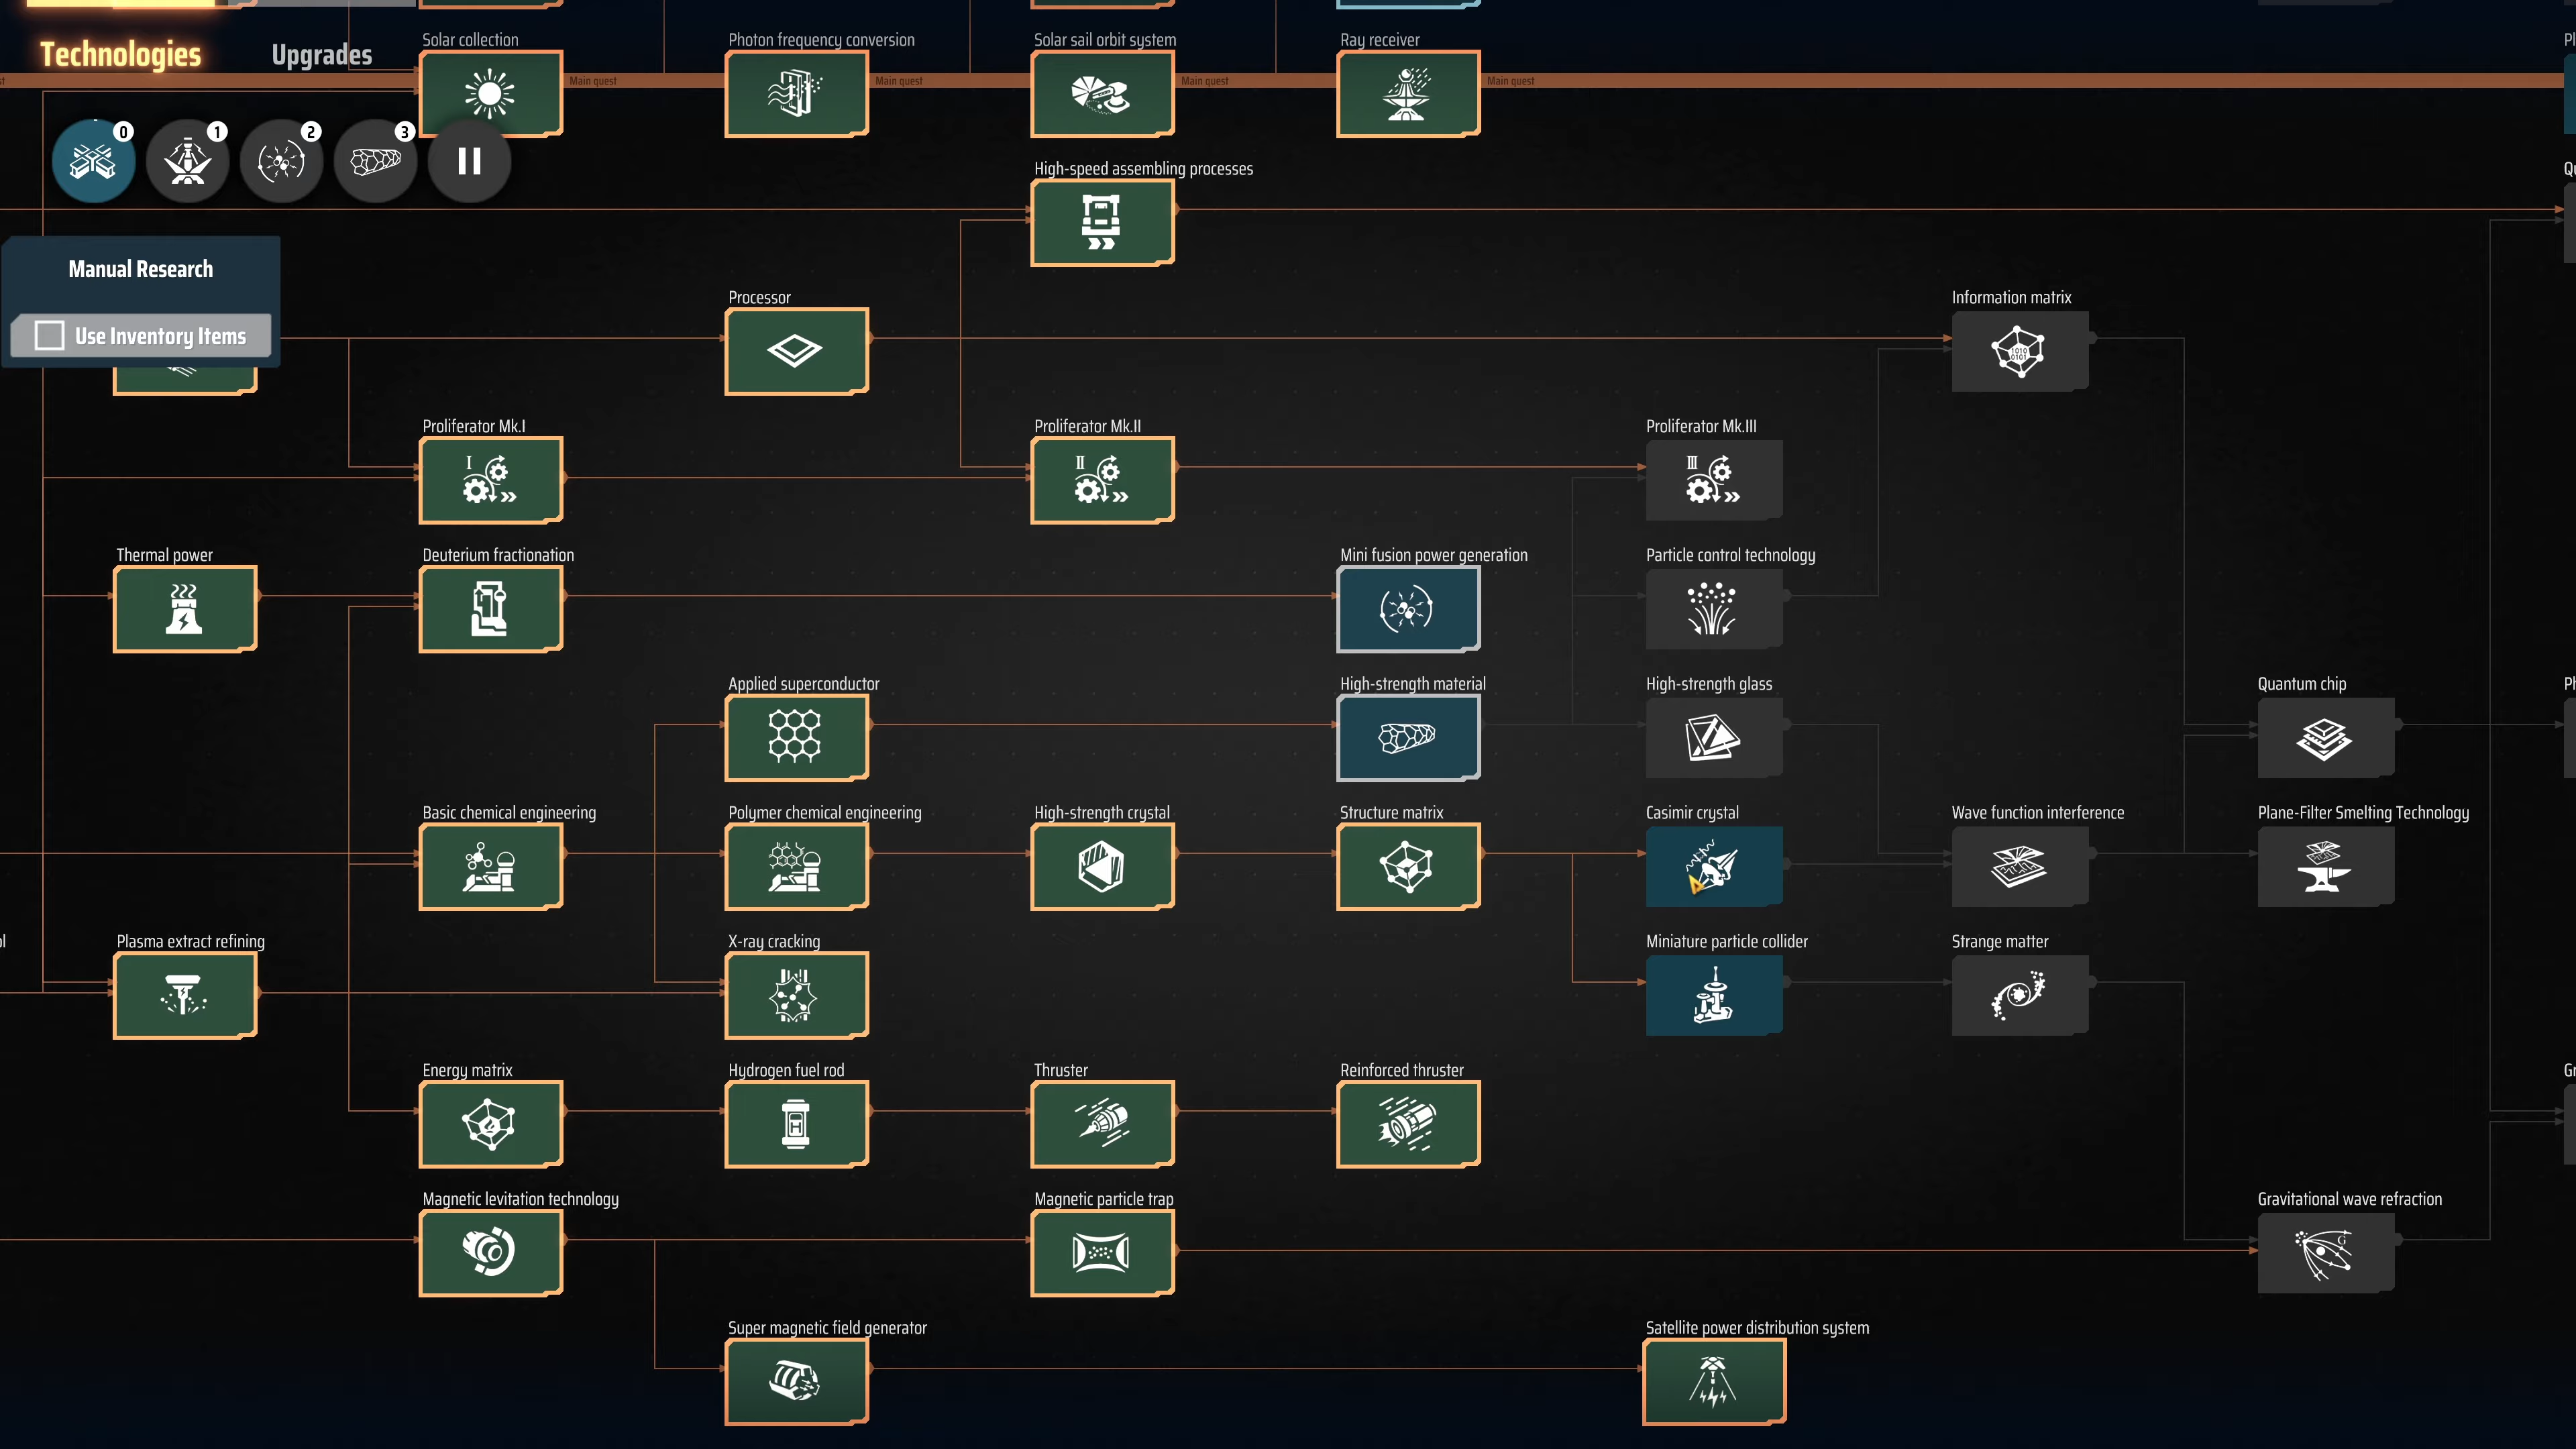 Technologies
Upgrades
Solar collection
Photon frequency conversion
Solar sail orbit system
Ray receiver
Main quest
Main quest
Main quest
Main quest
0
1
2
3
High-speed assembling processes
Manual Research
Use Inventory Items
Processor
Information matrix
1010
0101
Proliferator Mk.I
Proliferator Mk.II
Proliferator Mk.III
I
II
III
Thermal power
Deuterium fractionation
Mini fusion power generation
Particle control technology
Applied superconductor
High-strength material
High-strength glass
Quantum chip
Basic chemical engineering
Polymer chemical engineering
High-strength crystal
Structure matrix
Casimir crystal
Wave function interference
Plane-Filter Smelting Technology
Plasma extract refining
X-ray cracking
Miniature particle collider
Strange matter
Energy matrix
Hydrogen fuel rod
Thruster
Reinforced thruster
H
Magnetic levitation technology
Magnetic particle trap
Gravitational wave refraction
G
Super magnetic field generator
Satellite power distribution system